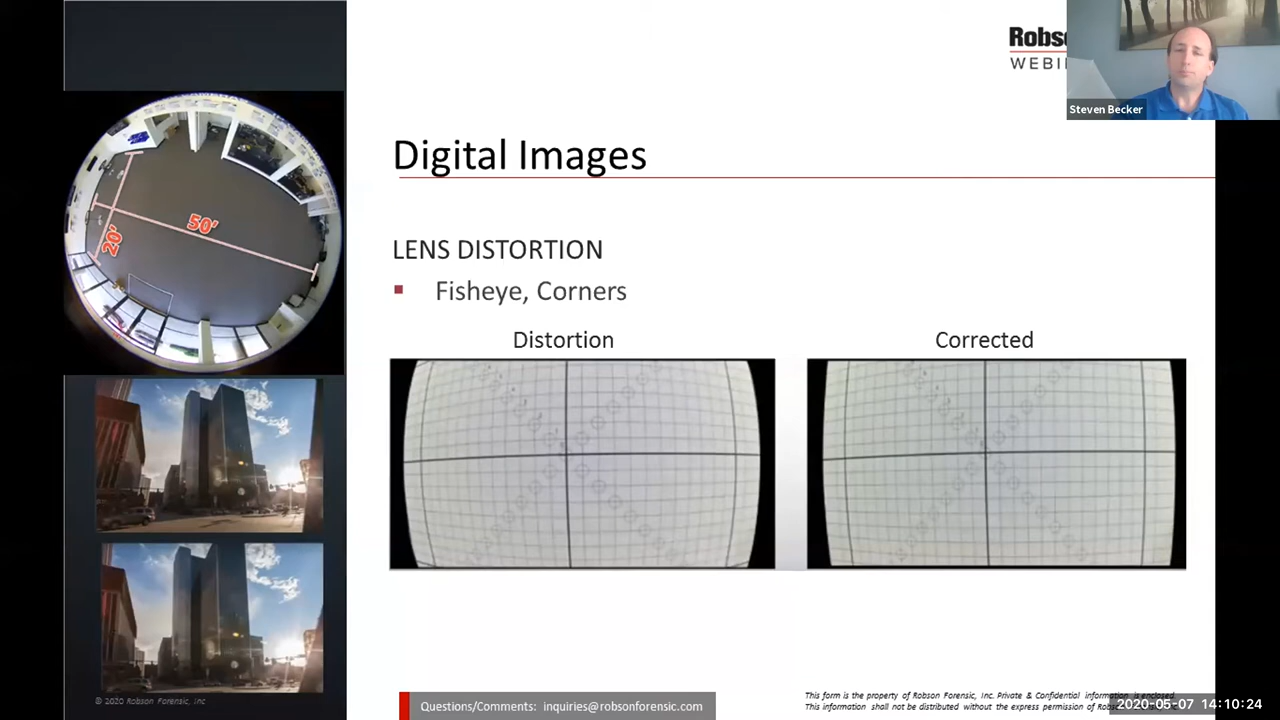 Steven Becker
Digital Images
50'
20'
LENS DISTORTION
Fisheye, Corners
Distortion
Corrected
© 2020 Robson Forensic, Inc
Questions/Comments: inquiries@robsonforensic.com
This form is the property of Robson Forensic, Inc. Private & Confidential information is enclosed.
This information shall not be distributed without the express permission of
2020-05-07 14:10:24